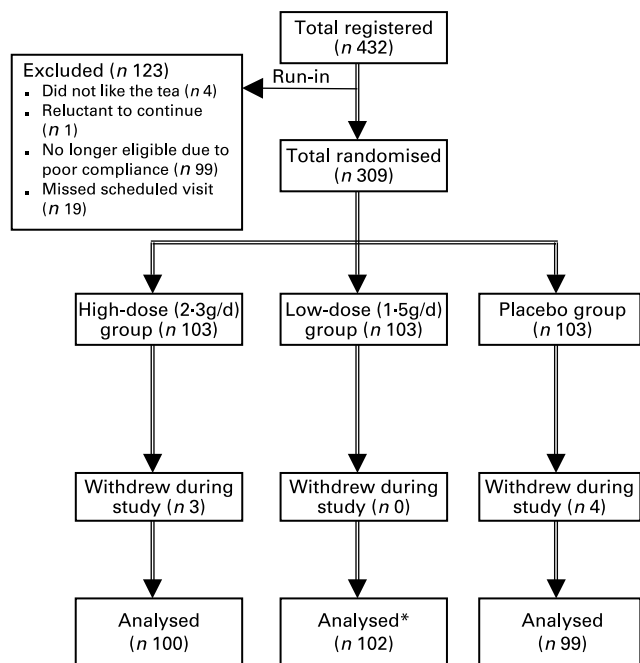 Total registered
(n 432)
Excluded (n 123)
▪ Did not like the tea (n 4)
▪ Reluctant to continue
(n 1)
▪ No longer eligible due to
poor compliance (n 99)
▪ Missed scheduled visit
(n 19)
Run-in
Total randomised
(n 309)
High-dose (2·3g/d)
group (n 103)
Low-dose (1·5g/d)
group (n 103)
Placebo group
(n 103)
Withdrew during
study (n 3)
Withdrew during
study (n 0)
Withdrew during
study (n 4)
Analysed
(n 100)
Analysed*
(n 102)
Analysed
(n 99)